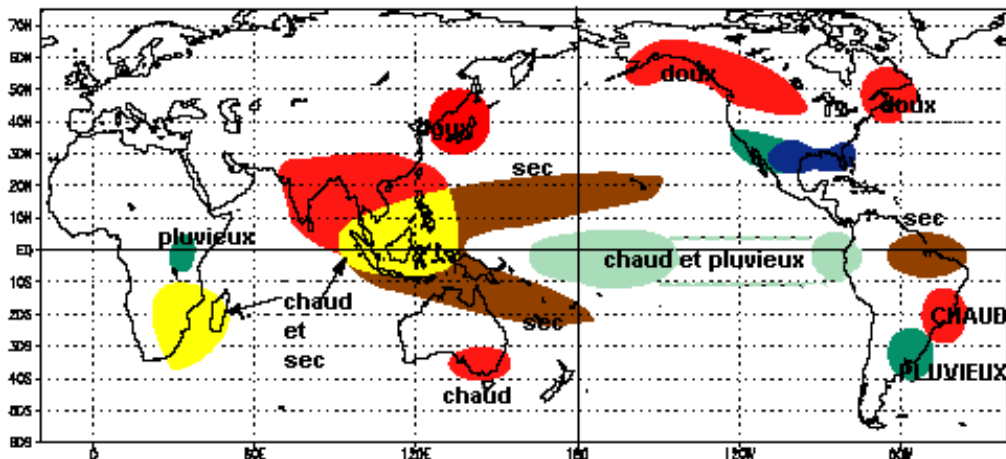 70N
60N
doux
doux
50N
40N
doux
30N
sec
20N
sec
10N
pluvieux
EQ
chaud et pluvieux
10S
chaud
et
sec
20S
sec
CHAUD
30S
PLUVIEUX
40S
chaud
50S
60S
0
60E
120E
180
120W
60W